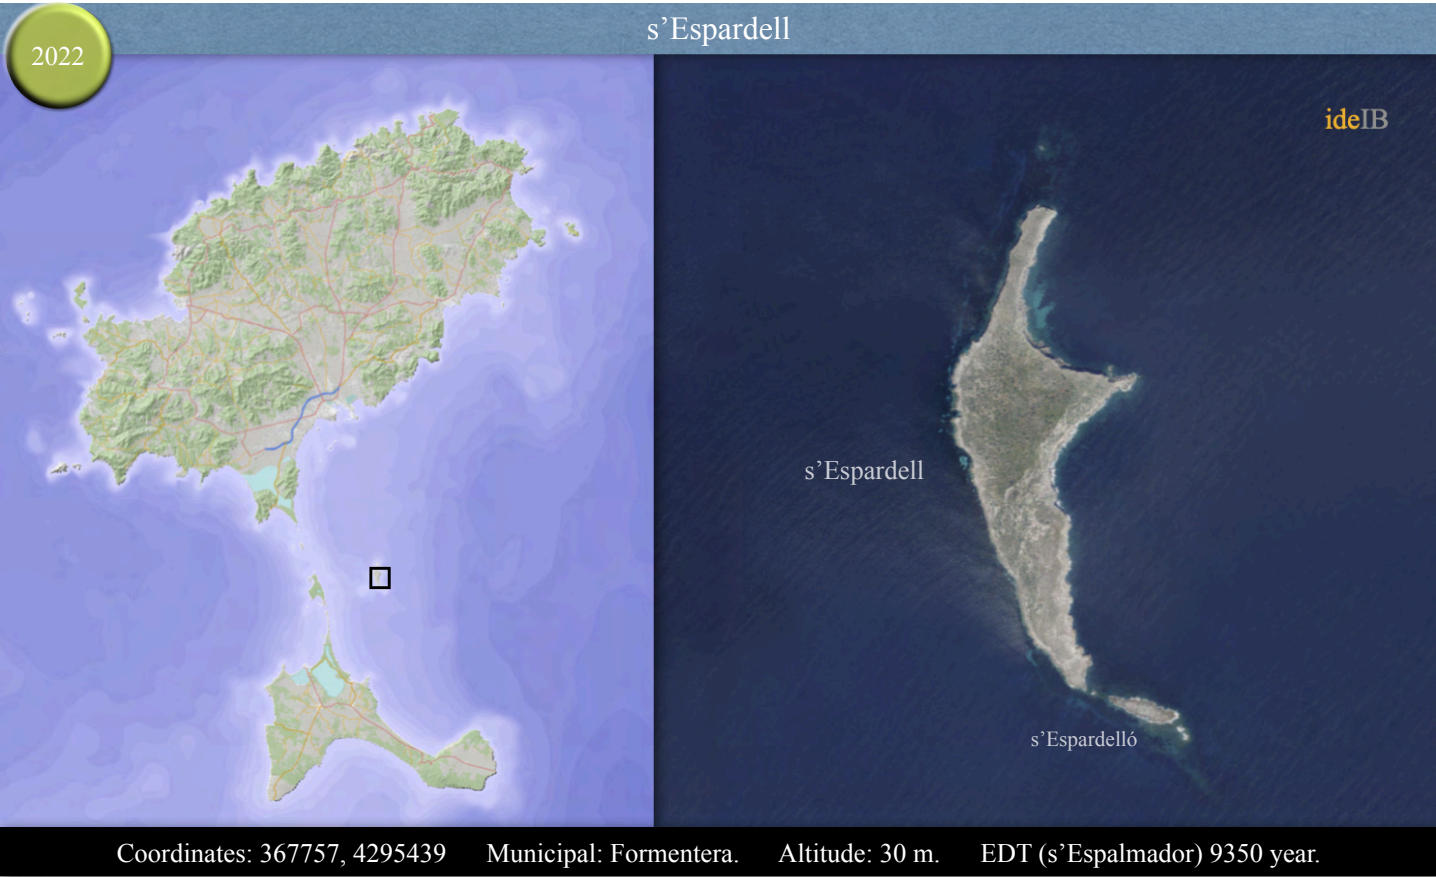 s’Espardell
2022
ideIB
s’Espardell
s’Espardelló
Coordinates: 367757, 4295439 Municipal: Formentera. Altitude: 30 m. EDT (s’Espalmador) 9350 year.